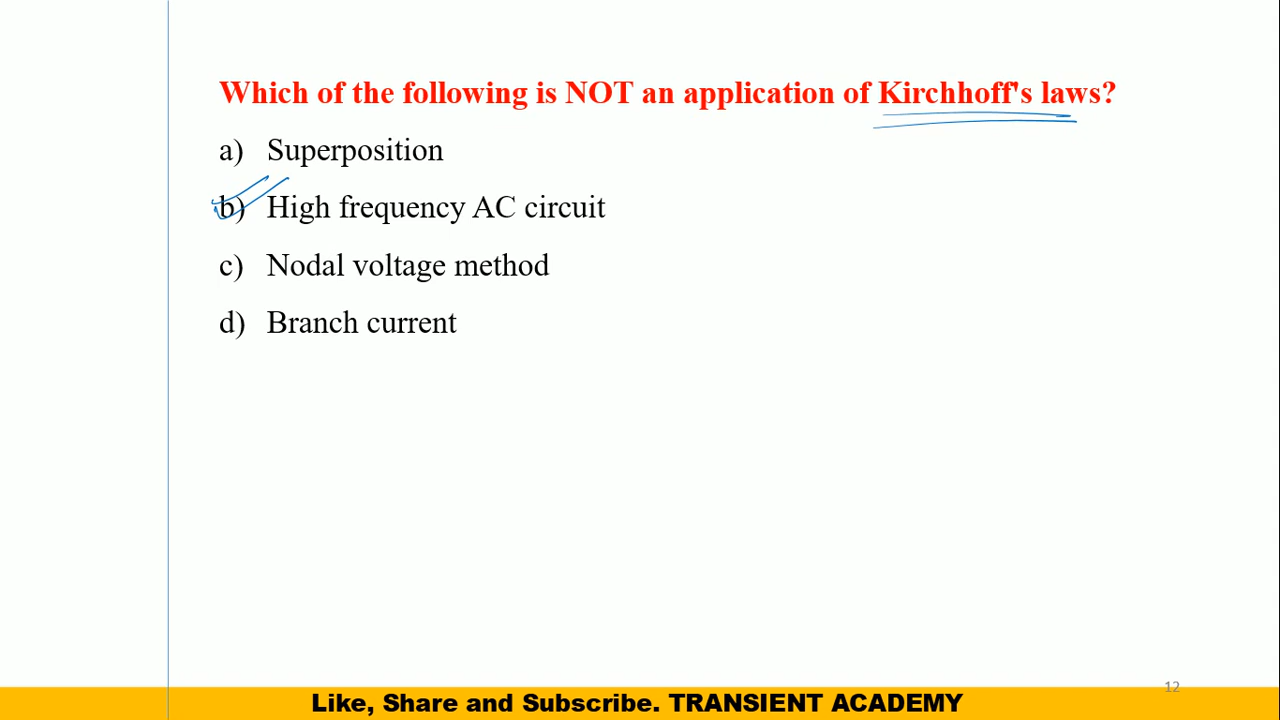 Which of the following is NOT an application of Kirchhoff's laws?
a) Superposition
b) High frequency AC circuit
c) Nodal voltage method
d) Branch current
12
Like, Share and Subscribe. TRANSIENT ACADEMY